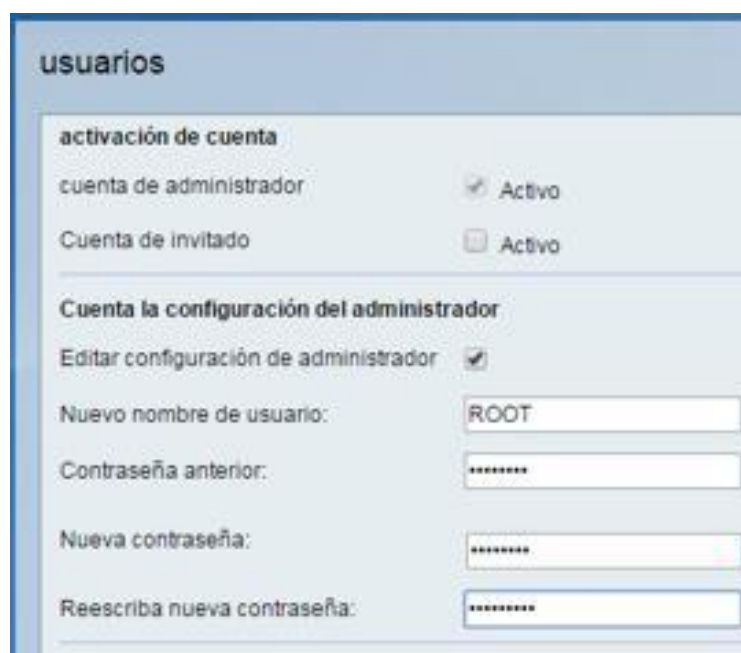 usuarios
activación de cuenta
cuenta de administrador Activo
Cuenta de invitado Activo
Cuenta la configuración del administrador
Editar configuración de administrador
Nuevo nombre de usuario: ROOT
Contraseña anterior: ••••••••
Nueva contraseña: ••••••••
Reescriba nueva contraseña: •••••••••